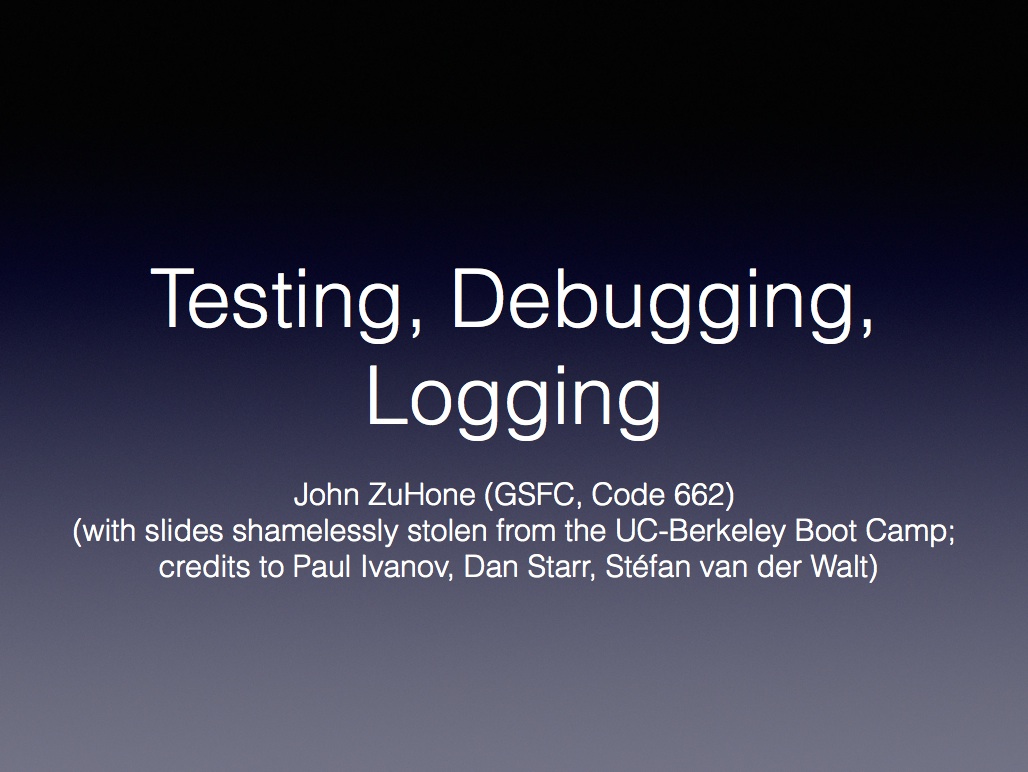 Testing, Debugging,
Logging
John ZuHone (GSFC, Code 662)
(with slides shamelessly stolen from the UC-Berkeley Boot Camp;
credits to Paul Ivanov, Dan Starr, Stéfan van der Walt)